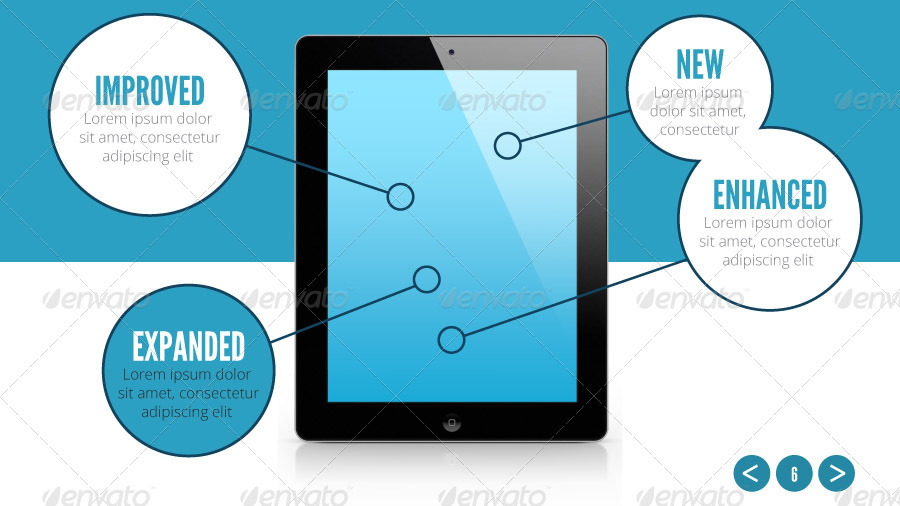 IMPROVED
Lorem ipsum dolor
sit amet, consectetur
adipiscing elit
NEW
Lorem ipsum
dolor sit amet,
consectetur
ENHANCED
Lorem ipsum dolor
sit amet, consectetur
adipiscing elit
EXPANDED
Lorem ipsum dolor
sit amet, consectetur
adipiscing elit
< 6 >
envato